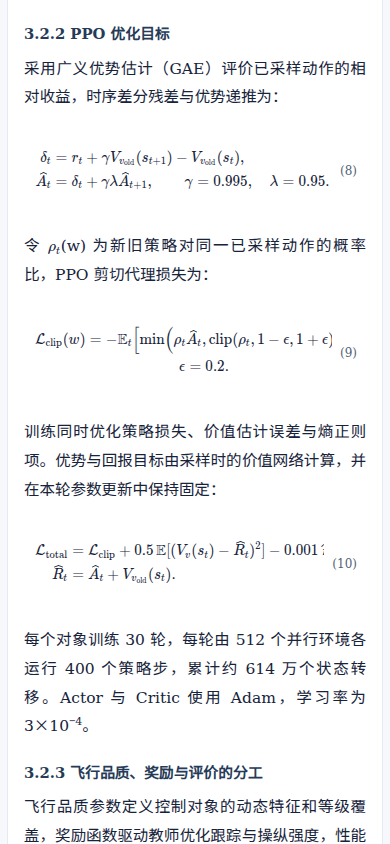 3.2.2 PPO 优化目标
采用广义优势估计（GAE）评价已采样动作的相
对收益，时序差分残差与优势递推为：
δₜ = rₜ + γV_{v_old}(sₜ₊₁) − V_{v_old}(sₜ),
Âₜ = δₜ + γλÂₜ₊₁,  γ = 0.995,  λ = 0.95.
(8)
令 ρₜ(w) 为新旧策略对同一已采样动作的概率
比，PPO 剪切代理损失为：
ℒ_clip(w) = −𝔼ₜ[min(ρₜÂₜ, clip(ρₜ, 1 − ϵ, 1 + ϵ)
ϵ = 0.2.
(9)
训练同时优化策略损失、价值估计误差与熵正则
项。优势与回报目标由采样时的价值网络计算，并
在本轮参数更新中保持固定：
ℒ_total = ℒ_clip + 0.5 𝔼[(V_v(sₜ) − R̂ₜ)²] − 0.001
R̂ₜ = Âₜ + V_{v_old}(sₜ).
(10)
每个对象训练 30 轮，每轮由 512 个并行环境各
运行 400 个策略步，累计约 614 万个状态转
移。Actor 与 Critic 使用 Adam，学习率为
3×10⁻⁴。
3.2.3 飞行品质、奖励与评价的分工
飞行品质参数定义控制对象的动态特征和等级覆
盖，奖励函数驱动教师优化跟踪与操纵强度，性能